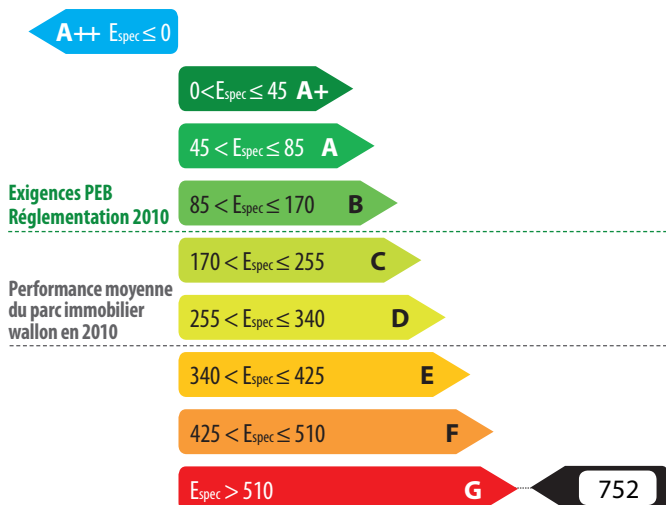 A++ Espec ≤ 0
0<Espec ≤ 45 A+
45 < Espec ≤ 85 A
Exigences PEB
Réglementation 2010
85 < Espec ≤ 170 B
170 < Espec ≤ 255 C
Performance moyenne
du parc immobilier
wallon en 2010
255 < Espec ≤ 340 D
340 < Espec ≤ 425 E
425 < Espec ≤ 510 F
Espec > 510 G
752